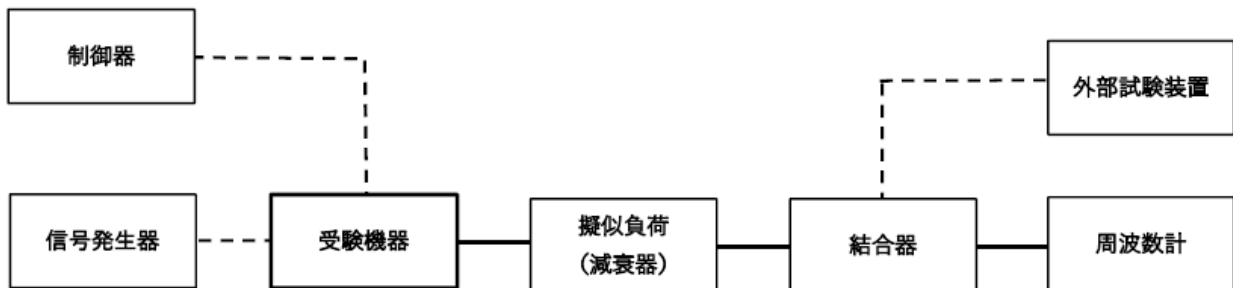 制御器
外部試験装置
信号発生器
受験機器
擬似負荷
（減衰器）
結合器
周波数計